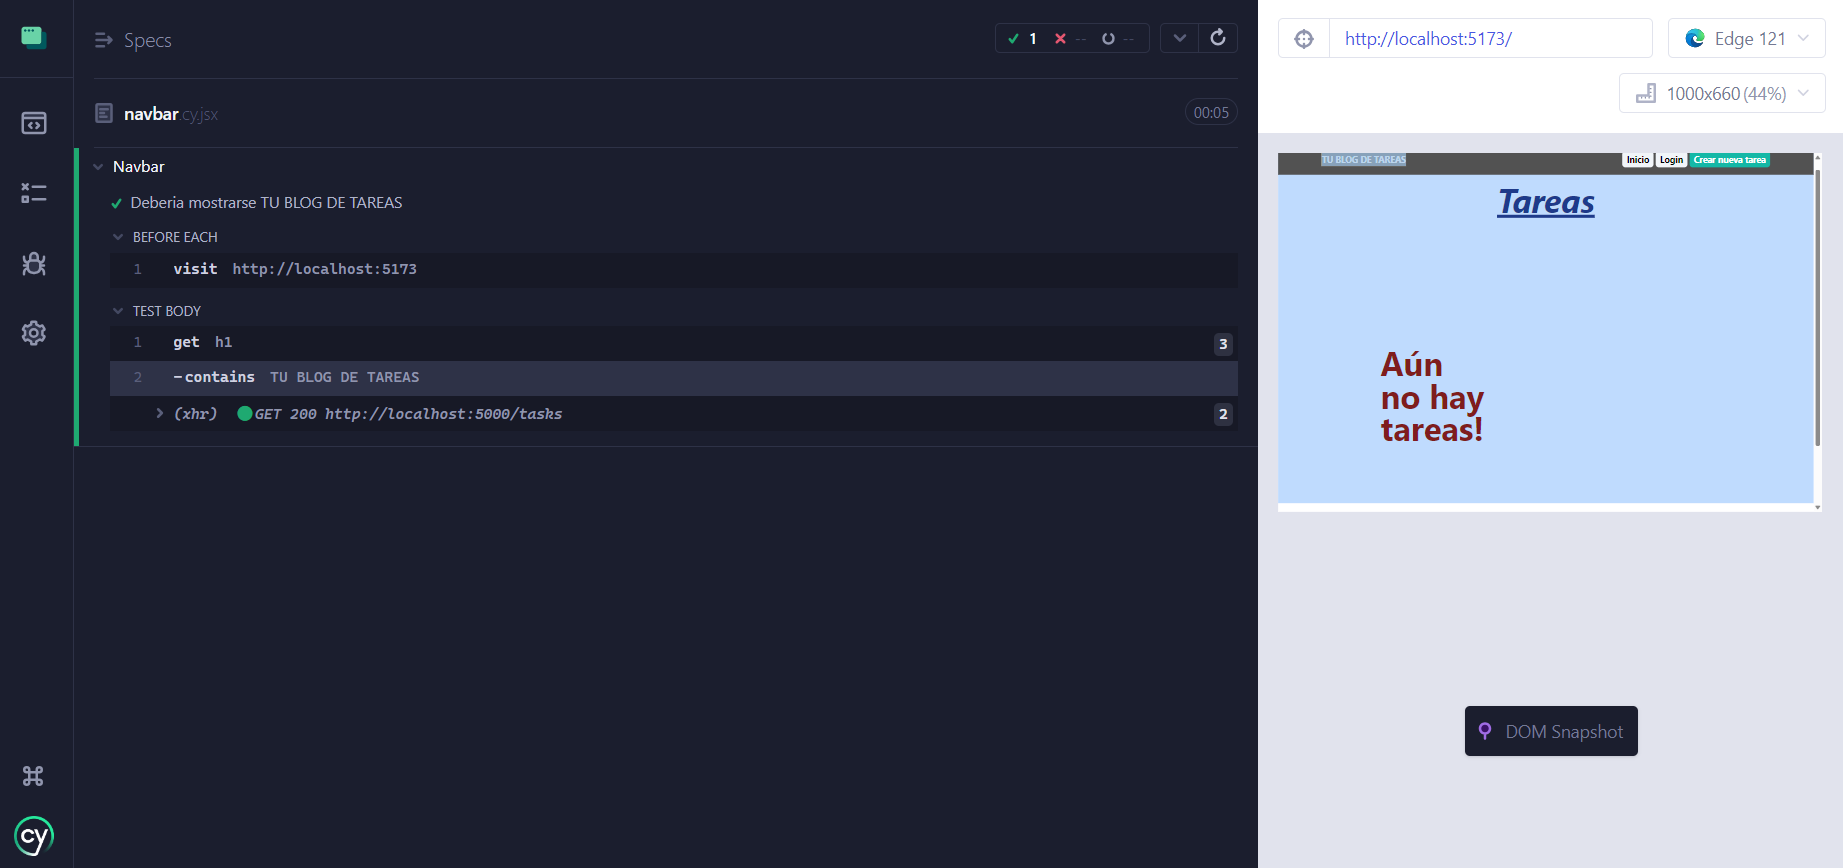 Specs
1 -- --
navbar.cy.jsx
00:05
Navbar
Deberia mostrarse TU BLOG DE TAREAS
BEFORE EACH
1 visit http://localhost:5173
TEST BODY
1 get h1 3
2 -contains TU BLOG DE TAREAS
(xhr) GET 200 http://localhost:5000/tasks 2
cy
http://localhost:5173/
Edge 121
1000x660 (44%)
TU BLOG DE TAREAS
Inicio Login Crear nueva tarea
Tareas
Aún
no hay
tareas!
DOM Snapshot